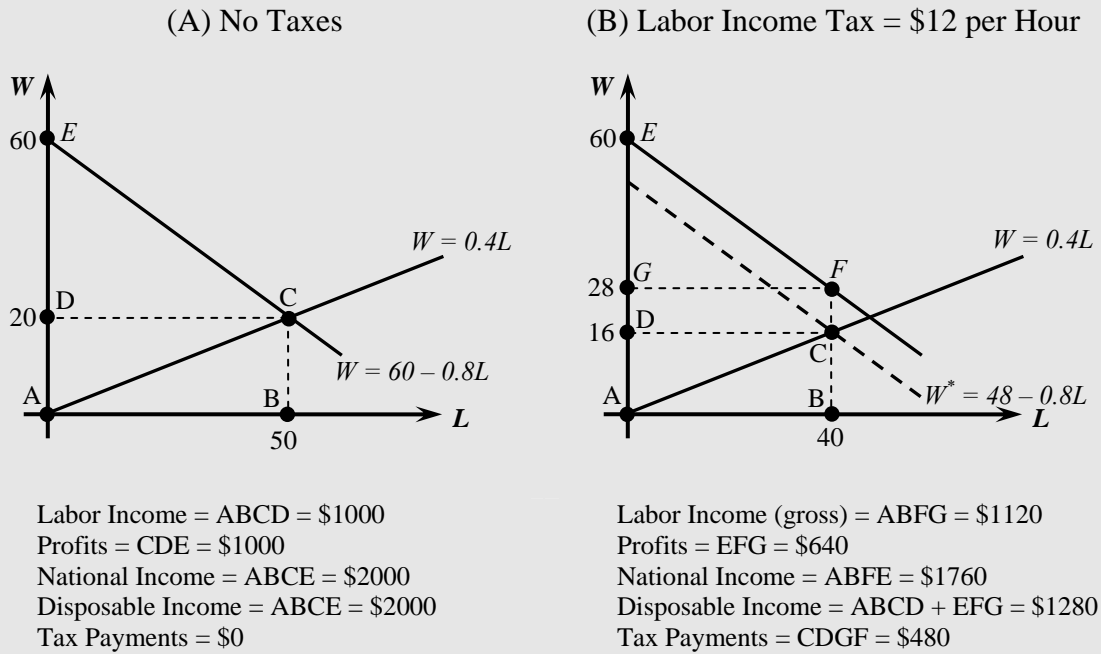 (A) No Taxes
W
60
E
W = 0.4L
D
C
20
W = 60 – 0.8L
A
B
L
50
Labor Income = ABCD = $1000
Profits = CDE = $1000
National Income = ABCE = $2000
Disposable Income = ABCE = $2000
Tax Payments = $0
(B) Labor Income Tax = $12 per Hour
W
60
E
W = 0.4L
G
F
28
D
16
C
W* = 48 – 0.8L
A
B
L
40
Labor Income (gross) = ABFG = $1120
Profits = EFG = $640
National Income = ABFE = $1760
Disposable Income = ABCD + EFG = $1280
Tax Payments = CDGF = $480